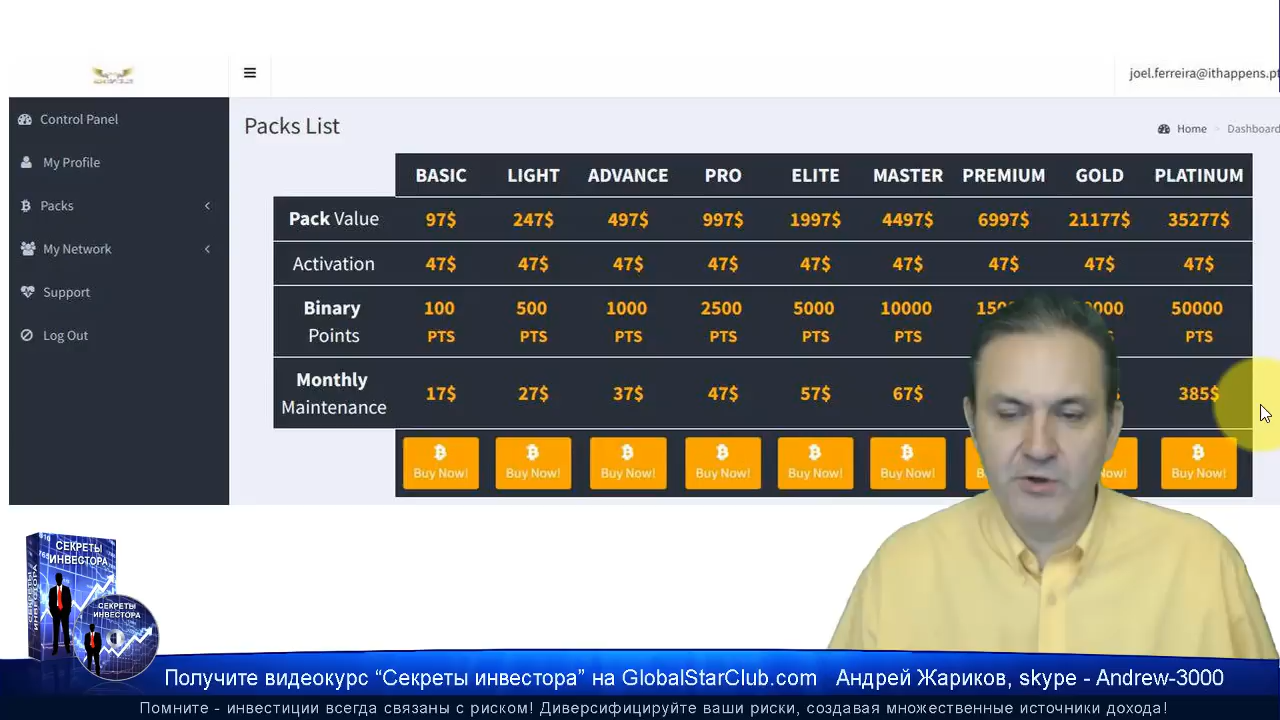 joel.ferreira@ithappens.pt
Control Panel
My Profile
Packs
My Network
Support
Log Out
Packs List
Home > Dashboard
BASIC LIGHT ADVANCE PRO ELITE MASTER PREMIUM GOLD PLATINUM
Pack Value 97$ 247$ 497$ 997$ 1997$ 4497$ 6997$ 21177$ 35277$
Activation 47$ 47$ 47$ 47$ 47$ 47$ 47$ 47$ 47$
Binary 100 500 1000 2500 5000 10000 50000
Points PTS PTS PTS PTS PTS PTS PTS
Monthly
Maintenance 17$ 27$ 37$ 47$ 57$ 67$ 385$
Buy Now! Buy Now! Buy Now! Buy Now! Buy Now! Buy Now! Now! Buy Now!
СЕКРЕТЫ
ИНВЕСТОРА
СЕКРЕТЫ ИНВЕСТОРА
СЕКРЕТЫ
ИНВЕСТОРА
Получите видеокурс “Секреты инвестора” на GlobalStarClub.com Андрей Жариков, skype - Andrew-3000
Помните - инвестиции всегда связаны с риском! Диверсифицируйте ваши риски, создавая множественные источники дохода!